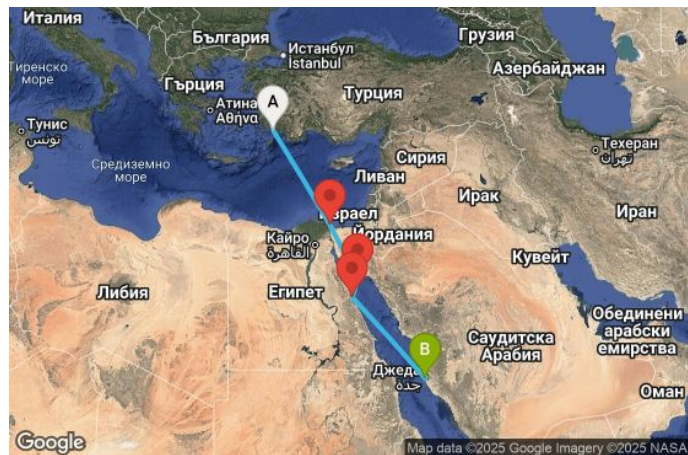 Италия
България
Истанбул
İstanbul
Грузия
Тиренско
море
Гърция
Азербайджан
Атина
Αθήνα
A
Турция
Тунис
تونس
Техеран
تهران
Средиземно
море
Сирия
Ливан
Ирак
Иран
Израел
Йордания
Кайро
القاهرة
Кувейт
Либия
Египет
Обединени
арабски
емирства
Саудитска
Арабия
B
Джеда
جدة
Оман
Google
Map data ©2025 Google Imagery ©2025 NASA